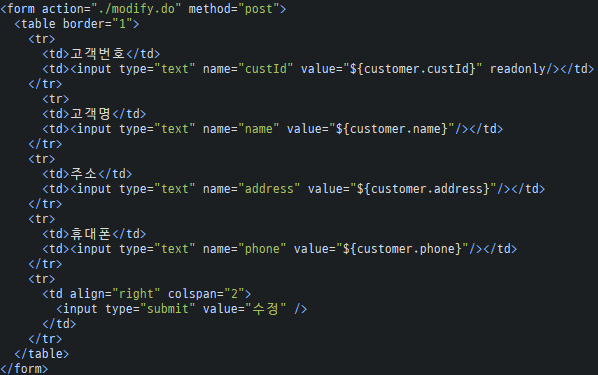 <form action="./modify.do" method="post">
  <table border="1">
    <tr>
      <td>고객번호</td>
      <td><input type="text" name="custId" value="${customer.custId}" readonly/></td>
    </tr>
      <tr>
      <td>고객명</td>
      <td><input type="text" name="name" value="${customer.name}"/></td>
    </tr>
    <tr>
      <td>주소</td>
      <td><input type="text" name="address" value="${customer.address}"/></td>
    </tr>
    <tr>
      <td>휴대폰</td>
      <td><input type="text" name="phone" value="${customer.phone}"/></td>
    </tr>
    <tr>
      <td align="right" colspan="2">
        <input type="submit" value="수정" />
      </td>
    </tr>
  </table>
</form>